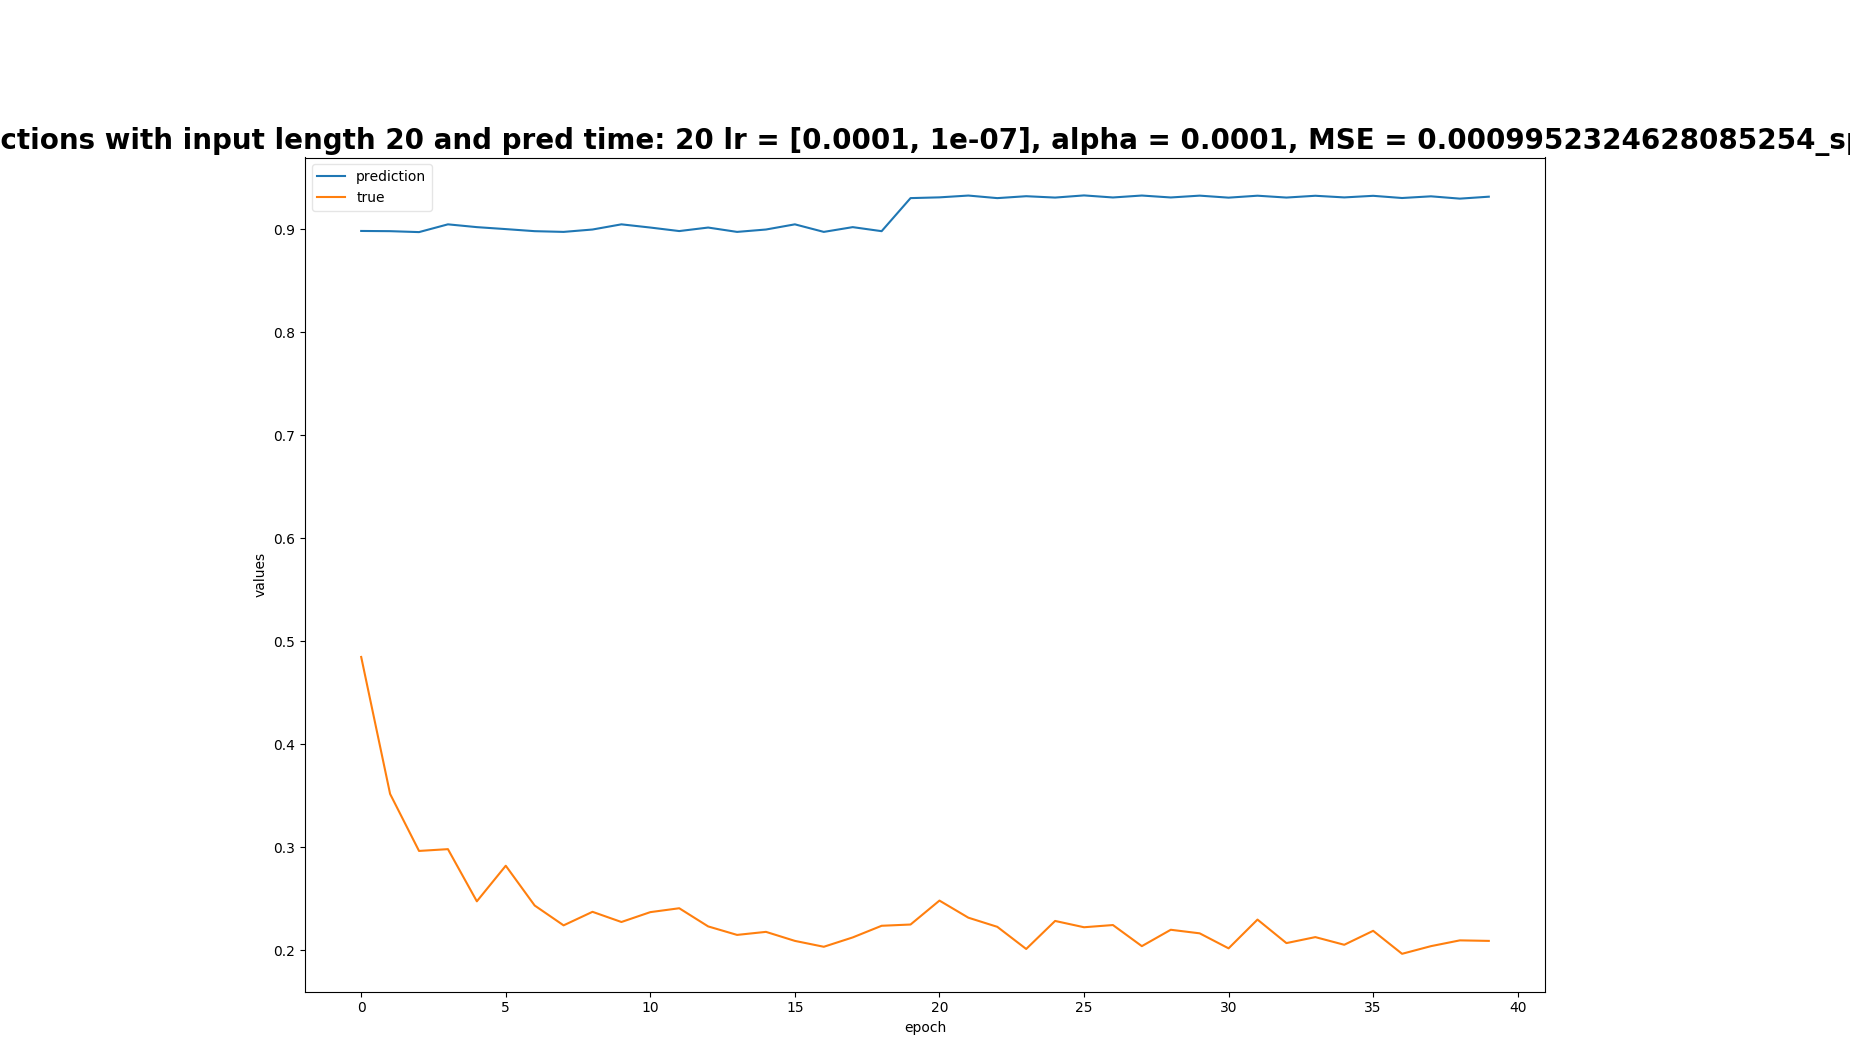 ctions with input length 20 and pred time: 20 lr = [0.0001, 1e-07], alpha = 0.0001, MSE = 0.0009952324628085254_sp
prediction
true
0.9
0.8
0.7
0.6
0.5
0.4
0.3
0.2
values
0 5 10 15 20 25 30 35 40
epoch